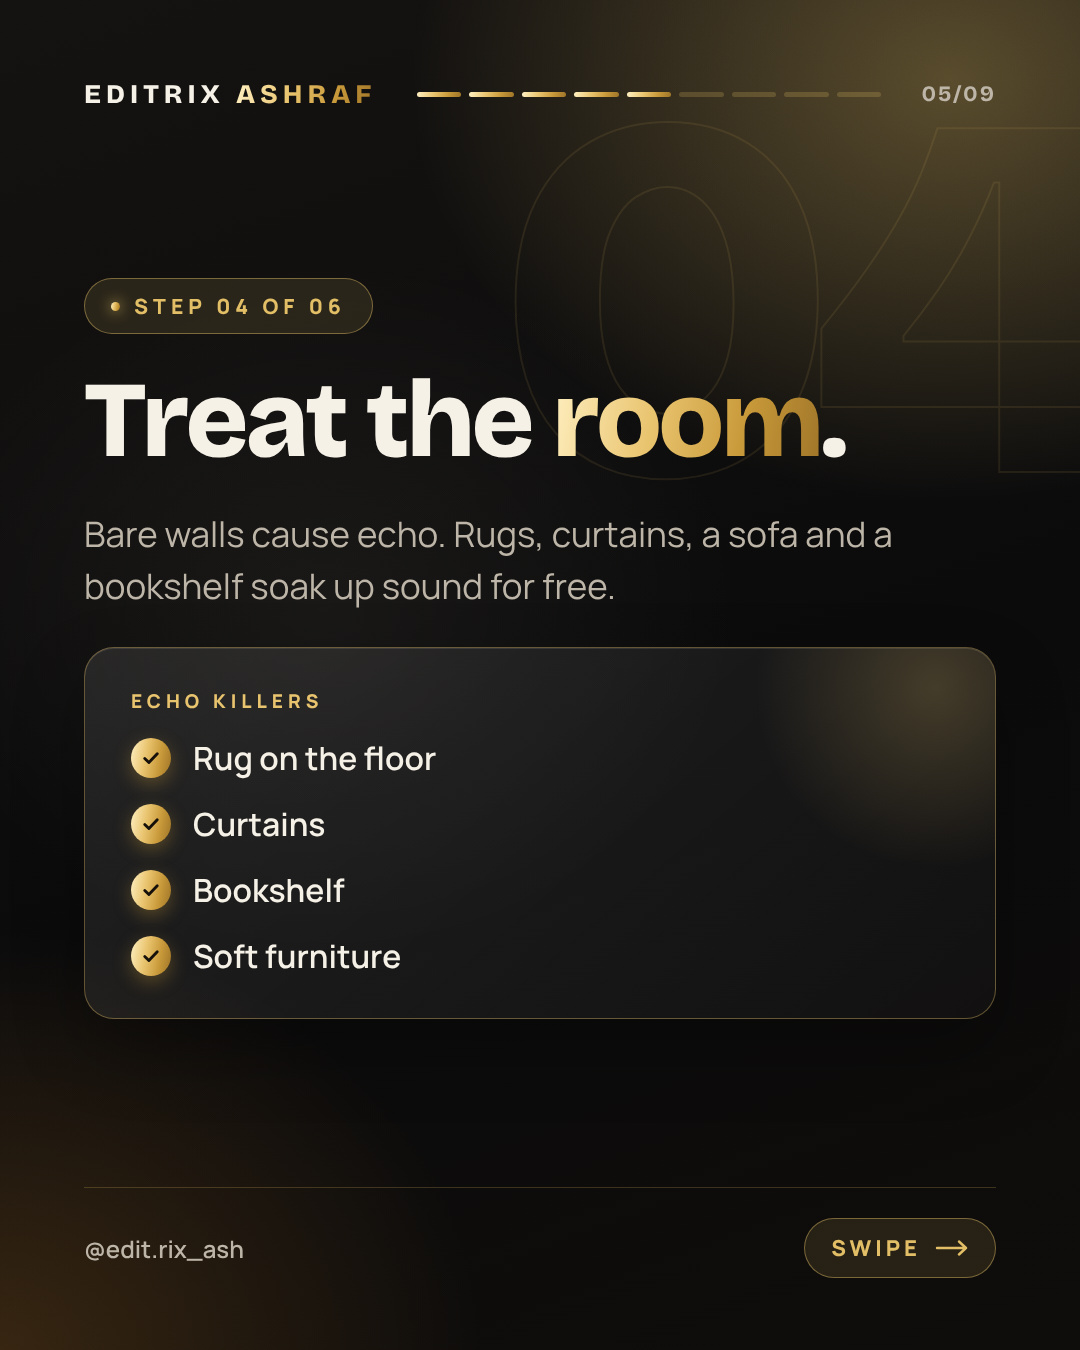 EDITRIX ASHRAF
05/09
04
STEP 04 OF 06
Treat the room.
Bare walls cause echo. Rugs, curtains, a sofa and a
bookshelf soak up sound for free.
ECHO KILLERS
Rug on the floor
Curtains
Bookshelf
Soft furniture
@edit.rix_ash
SWIPE →